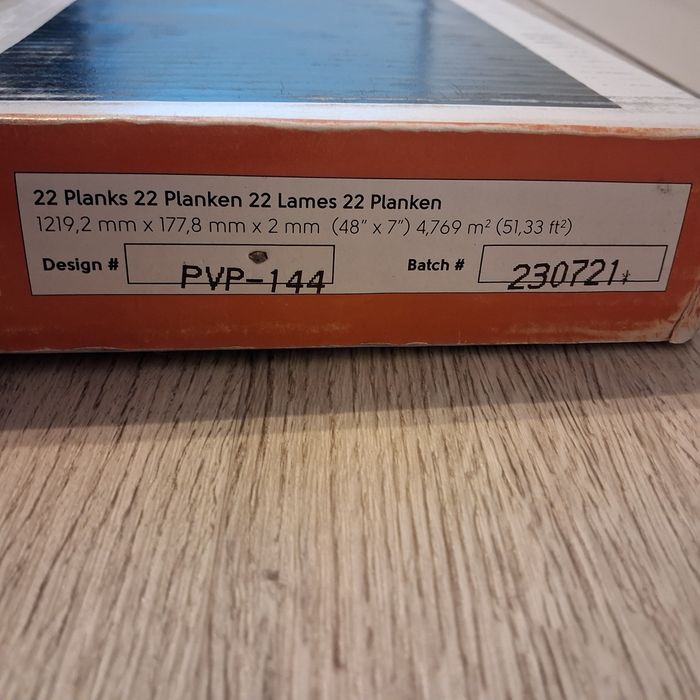 22 Planks 22 Planken 22 Lames 22 Planken
1219,2 mm x 177,8 mm x 2 mm (48" x 7") 4,769 m² (51,33 ft²)
Design # PVP-144 Batch # 230721*